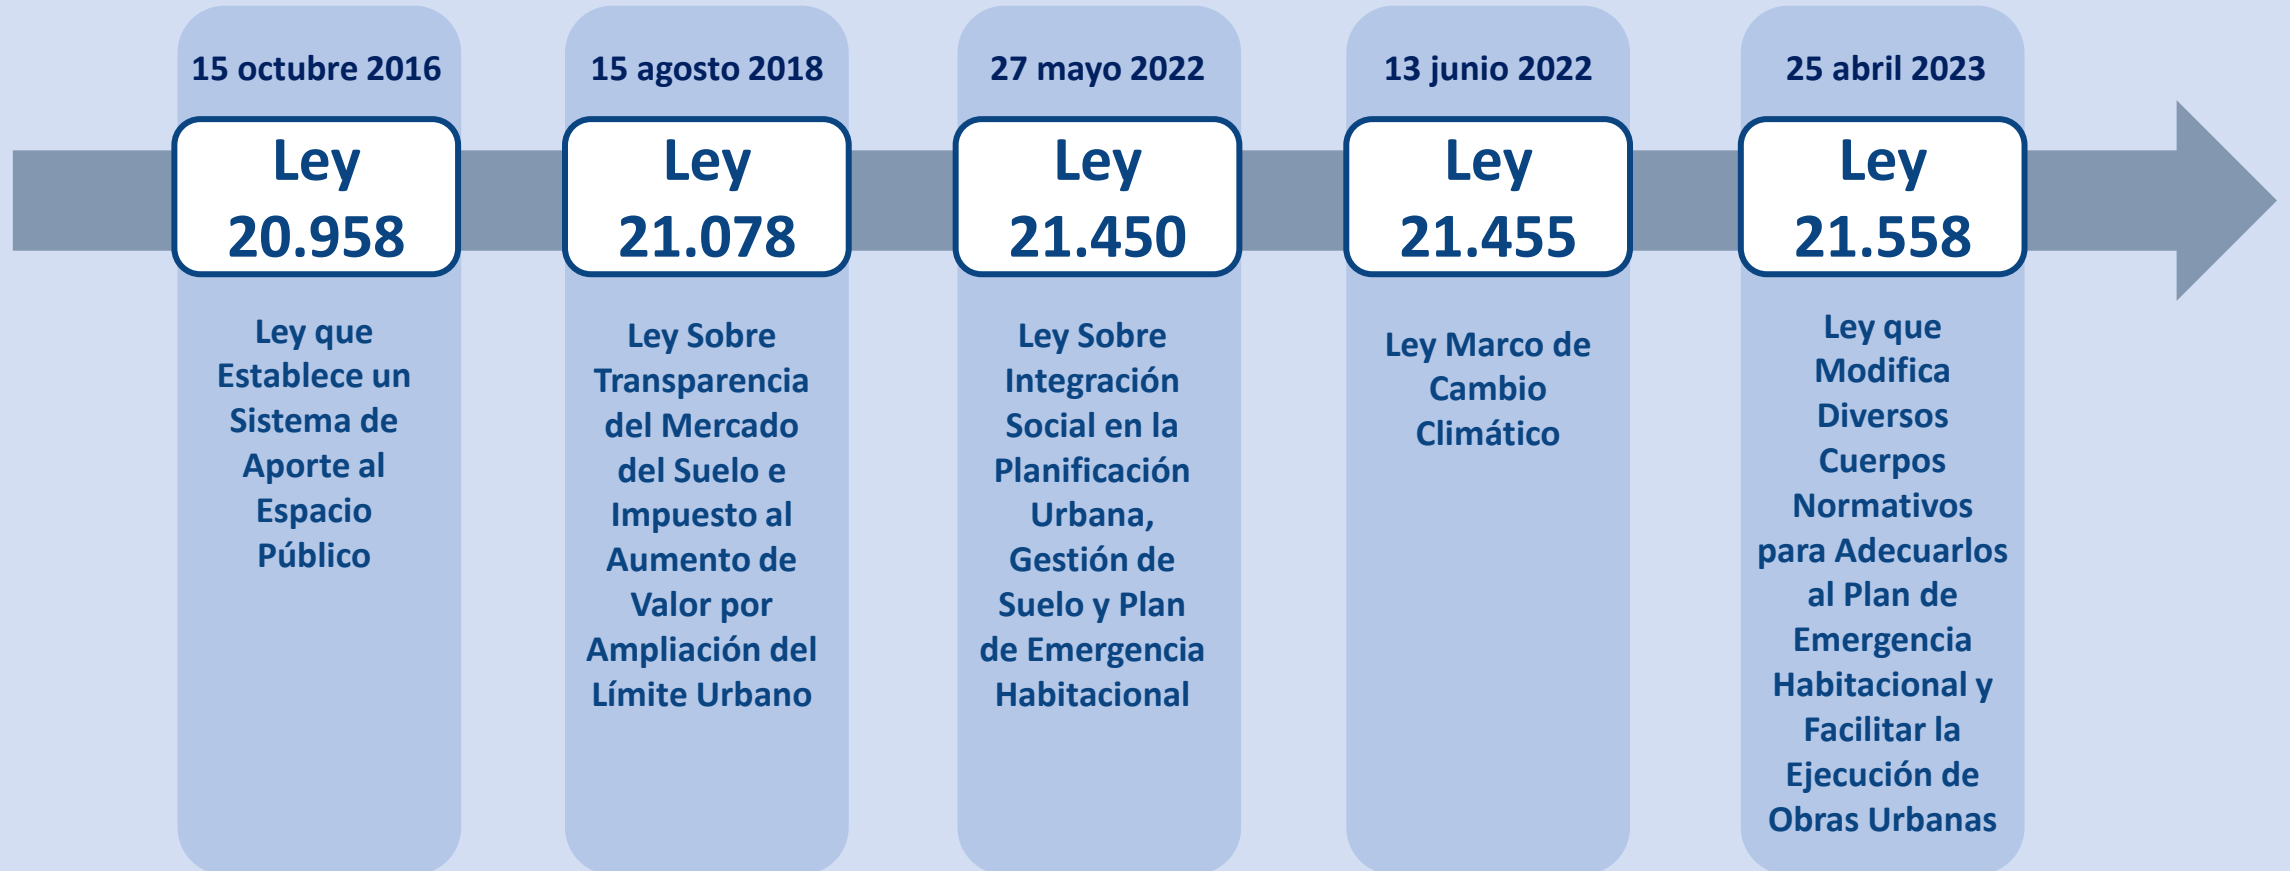 15 octubre 2016
Ley
20.958
Ley que
Establece un
Sistema de
Aporte al
Espacio
Público
15 agosto 2018
Ley
21.078
Ley Sobre
Transparencia
del Mercado
del Suelo e
Impuesto al
Aumento de
Valor por
Ampliación del
Límite Urbano
27 mayo 2022
Ley
21.450
Ley Sobre
Integración
Social en la
Planificación
Urbana,
Gestión de
Suelo y Plan
de Emergencia
Habitacional
13 junio 2022
Ley
21.455
Ley Marco de
Cambio
Climático
25 abril 2023
Ley
21.558
Ley que
Modifica
Diversos
Cuerpos
Normativos
para Adecuarlos
al Plan de
Emergencia
Habitacional y
Facilitar la
Ejecución de
Obras Urbanas